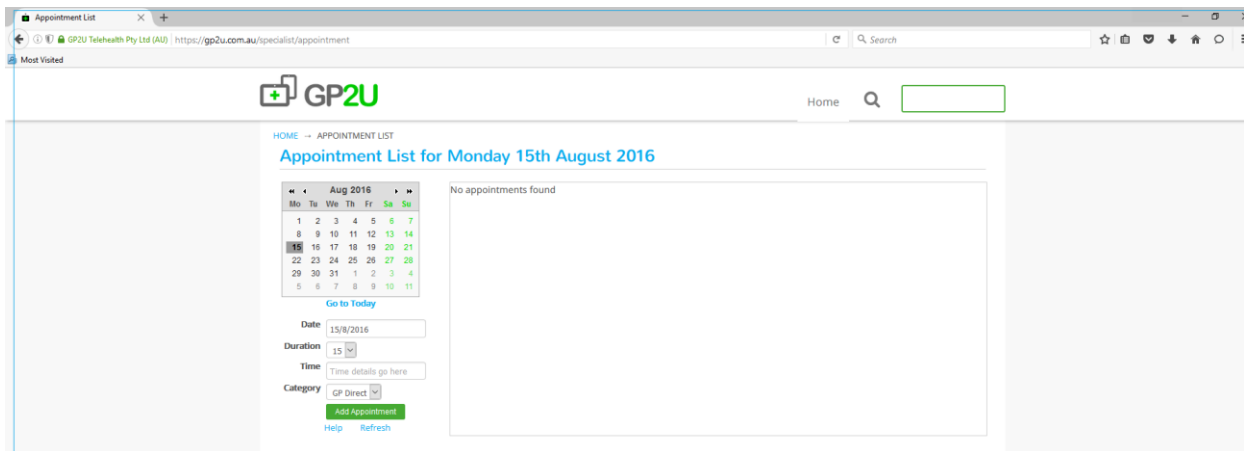 Appointment List
GP2U Telehealth Pty Ltd (AU) https://gp2u.com.au/specialist/appointment
Search
Most Visited
GP2U
Home
HOME → APPOINTMENT LIST
Appointment List for Monday 15th August 2016
Aug 2016
Mo Tu We Th Fr Sa Su
1 2 3 4 5 6 7
8 9 10 11 12 13 14
15 16 17 18 19 20 21
22 23 24 25 26 27 28
29 30 31 1 2 3 4
5 6 7 8 9 10 11
Go to Today
No appointments found
Date 15/8/2016
Duration 15
Time Time details go here
Category GP Direct
Add Appointment
Help Refresh